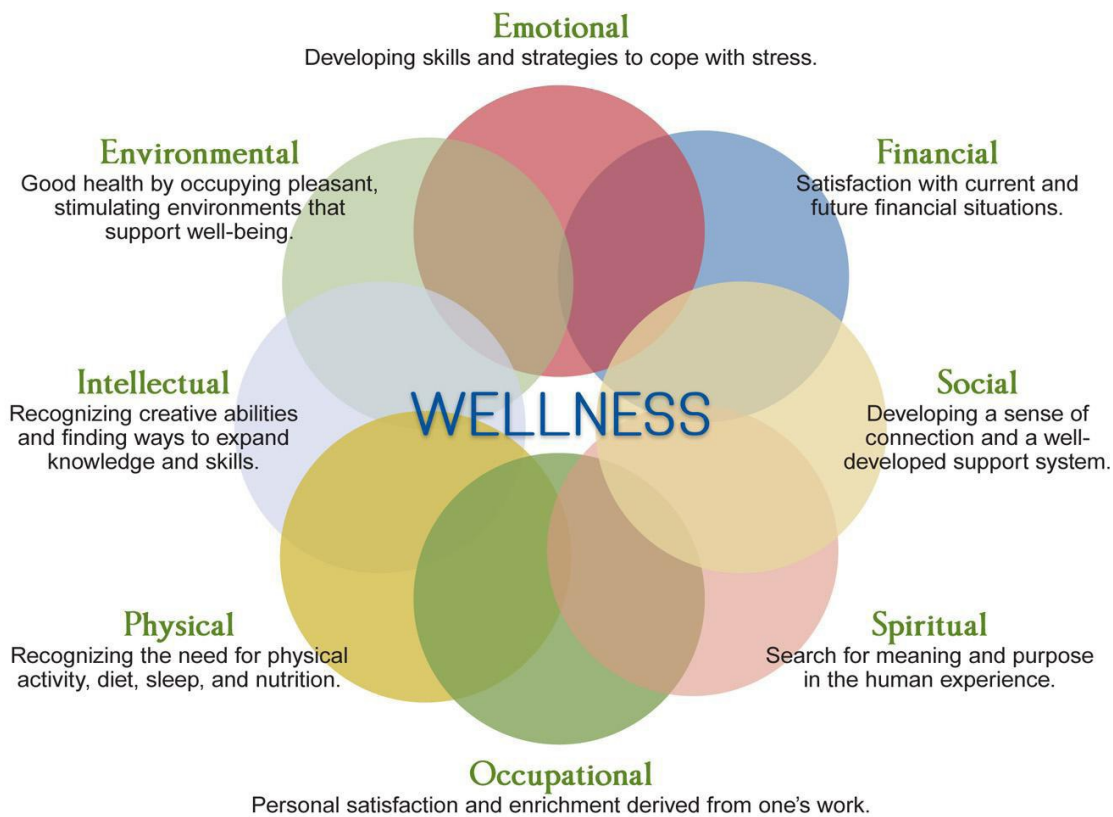 Emotional
Developing skills and strategies to cope with stress.
Environmental
Good health by occupying pleasant,
stimulating environments that
support well-being.
Financial
Satisfaction with current and
future financial situations.
Intellectual
Recognizing creative abilities
and finding ways to expand
knowledge and skills.
WELLNESS
Social
Developing a sense of
connection and a well-
developed support system.
Physical
Recognizing the need for physical
activity, diet, sleep, and nutrition.
Spiritual
Search for meaning and purpose
in the human experience.
Occupational
Personal satisfaction and enrichment derived from one’s work.